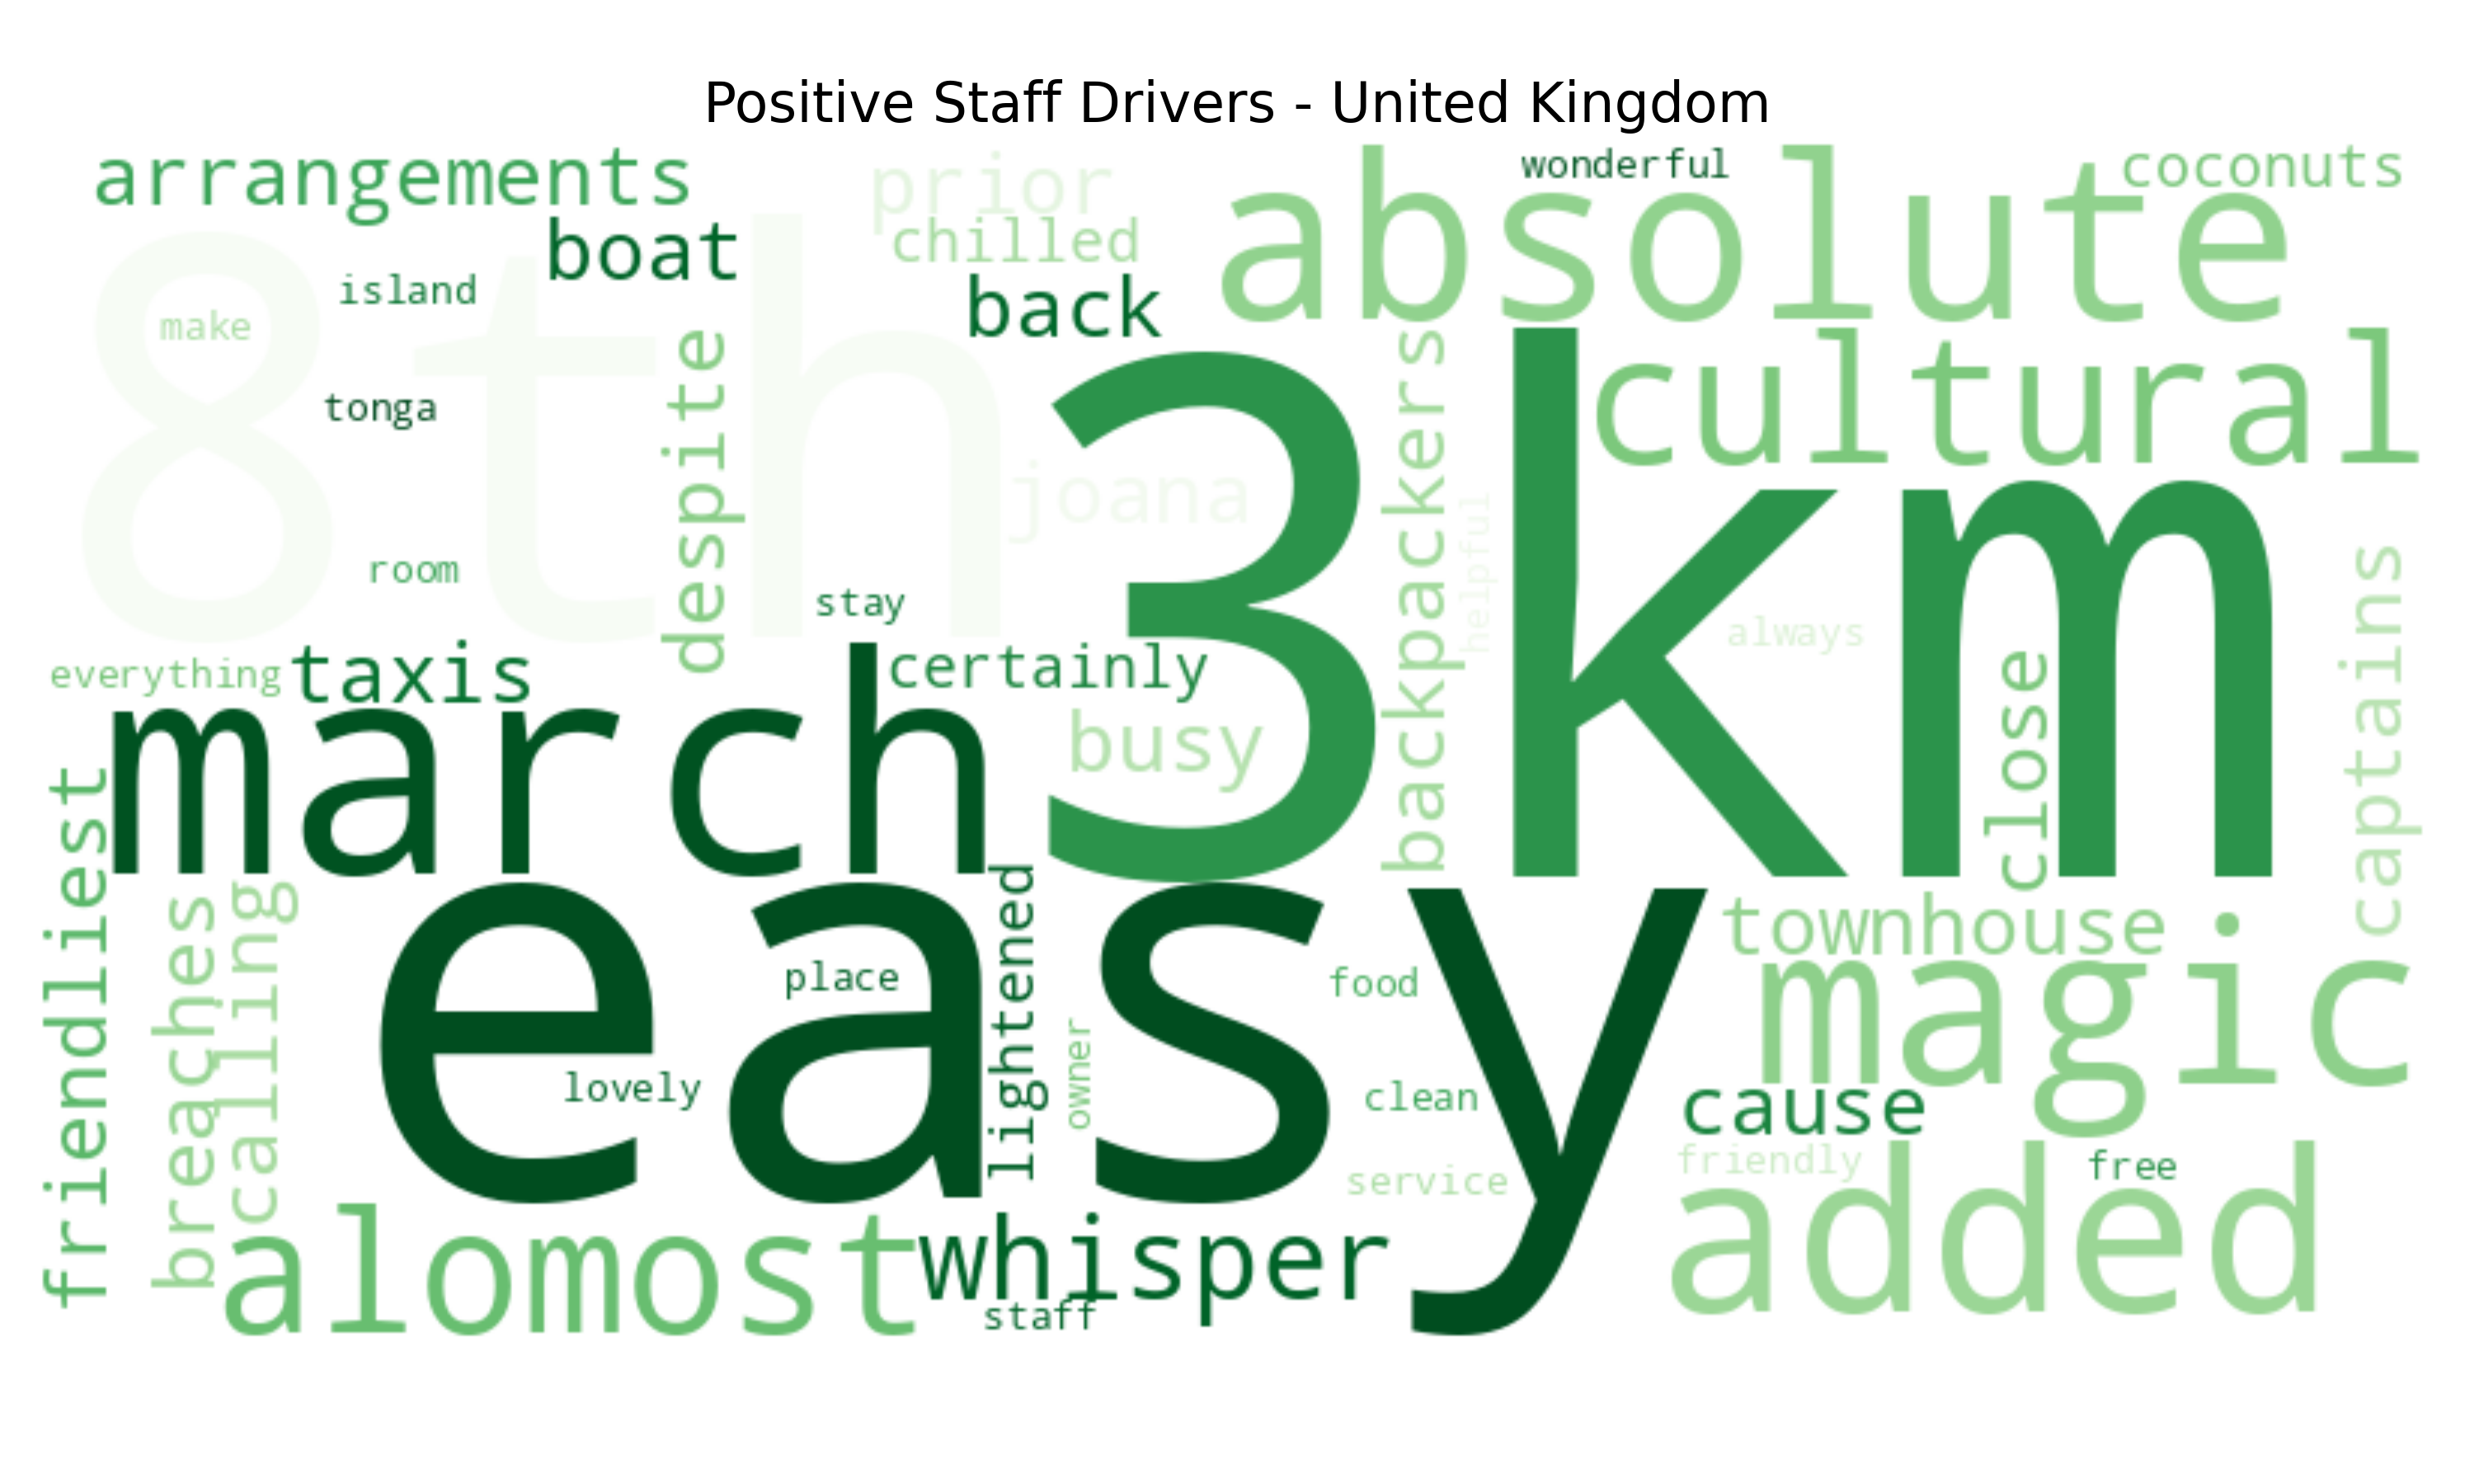 Positive Staff Drivers - United Kingdom
arrangements
prior
wonderful
coconuts
absolute
boat
chilled
island
back
8th
make
cultural
tonga
despite
backpackers
3km
joana
helpful
room
stay
always
captains
everything
taxis
certainly
close
march
busy
friendliest
breaches
bcalling
lightened
townhouse
easy
place
food
magic
owner
lovely
clean
cause
service
friendly
free
alomost
whisper
added
staff